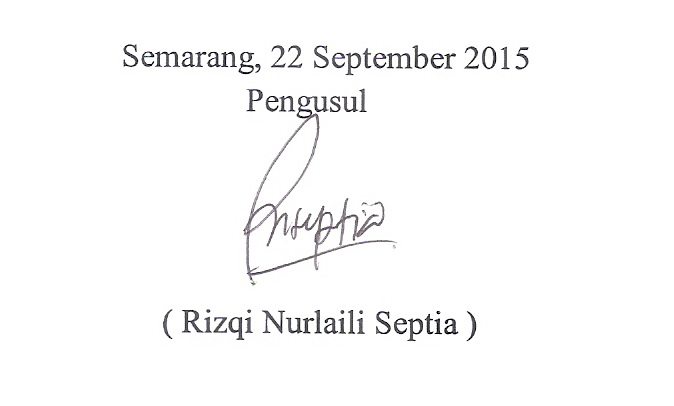 Semarang, 22 September 2015
Pengusul
( Rizqi Nurlaili Septia )